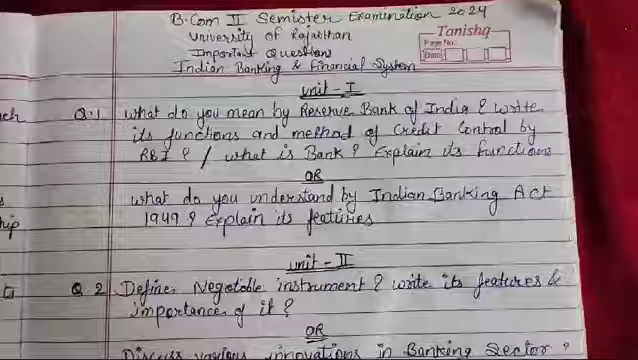 B.Com II Semister Examination 2024
University of Rajasthan
Important Questions
Indian Banking & Financial System
Tanishq
Page No.
Date
Unit - I
Q.1 what do you mean by Reserve Bank of India ? write
its functions and method of Credit Control by
RBI ? / what is Bank ? Explain its functions
OR
what do you understand by Indian Banking Act
1949 ? Explain its features
Unit - II
Q 2 Define Negotable instrument ? write its features &
importance of it ?
OR
Discuss various innovations in Banking Sector ?